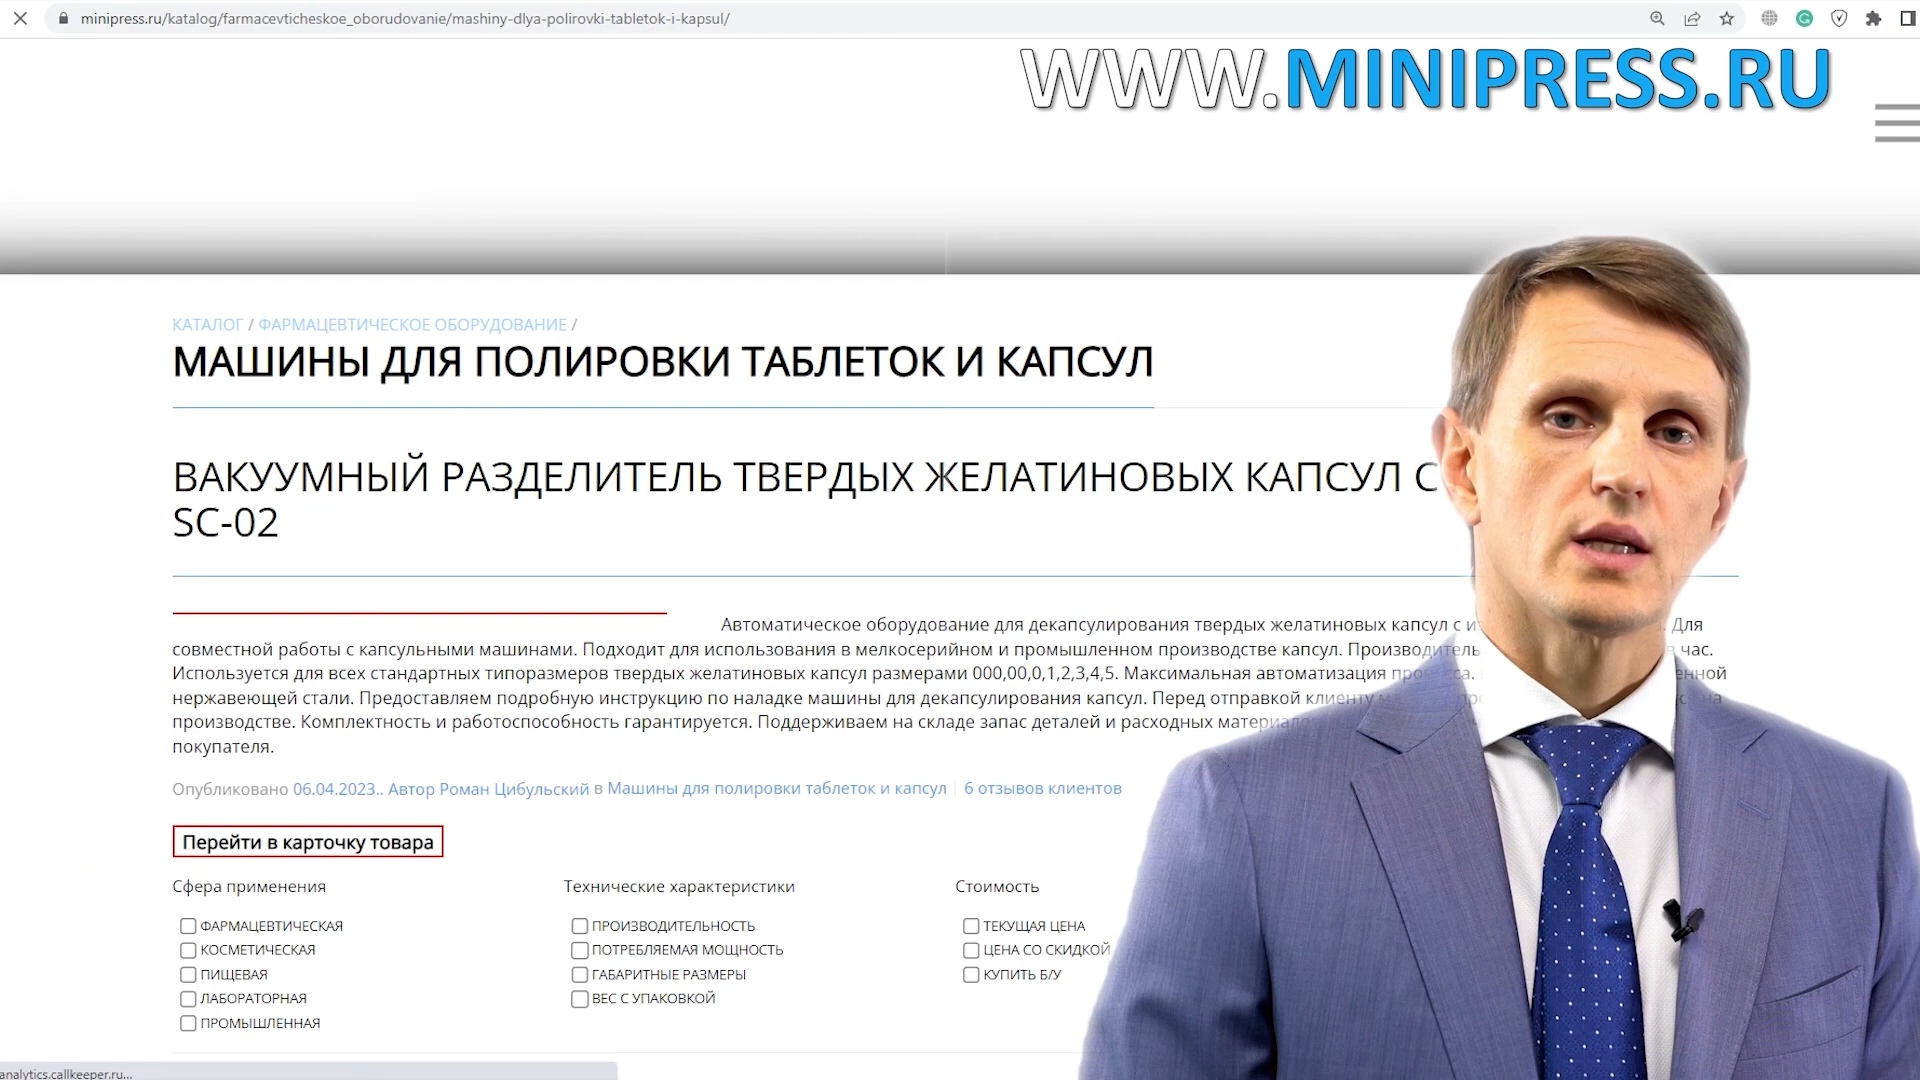 minipress.ru/katalog/farmacevticheskoe_oborudovanie/mashiny-dlya-polirovki-tabletok-i-kapsul/
WWW.MINIPRESS.RU
КАТАЛОГ / ФАРМАЦЕВТИЧЕСКОЕ ОБОРУДОВАНИЕ /
МАШИНЫ ДЛЯ ПОЛИРОВКИ ТАБЛЕТОК И КАПСУЛ
ВАКУУМНЫЙ РАЗДЕЛИТЕЛЬ ТВЕРДЫХ ЖЕЛАТИНОВЫХ КАПСУЛ С
SC-02
Автоматическое оборудование для декапсулирования твердых желатиновых капсул с Для
совместной работы с капсульными машинами. Подходит для использования в мелкосерийном и промышленном производстве капсул. в час.
Используется для всех стандартных типоразмеров твердых желатиновых капсул размерами 000,00,0,1,2,3,4,5. Максимальная автоматизация
нержавеющей стали. Предоставляем подробную инструкцию по наладке машины для декапсулирования капсул. Перед отправкой клиенту на
производстве. Комплектность и работоспособность гарантируется. Поддерживаем на складе запас деталей и расходных
покупателя.
Опубликовано 06.04.2023.. Автор Роман Цибульский в Машины для полировки таблеток и капсул 6 отзывов клиентов
Перейти в карточку товара
Сфера применения Технические характеристики Стоимость
ФАРМАЦЕВТИЧЕСКАЯ ПРОИЗВОДИТЕЛЬНОСТЬ ТЕКУЩАЯ ЦЕНА
КОСМЕТИЧЕСКАЯ ПОТРЕБЛЯЕМАЯ МОЩНОСТЬ ЦЕНА СО СКИДКОЙ
ПИЩЕВАЯ ГАБАРИТНЫЕ РАЗМЕРЫ КУПИТЬ Б/У
ЛАБОРАТОРНАЯ ВЕС С УПАКОВКОЙ
ПРОМЫШЛЕННАЯ
analytics.callkeeper.ru...